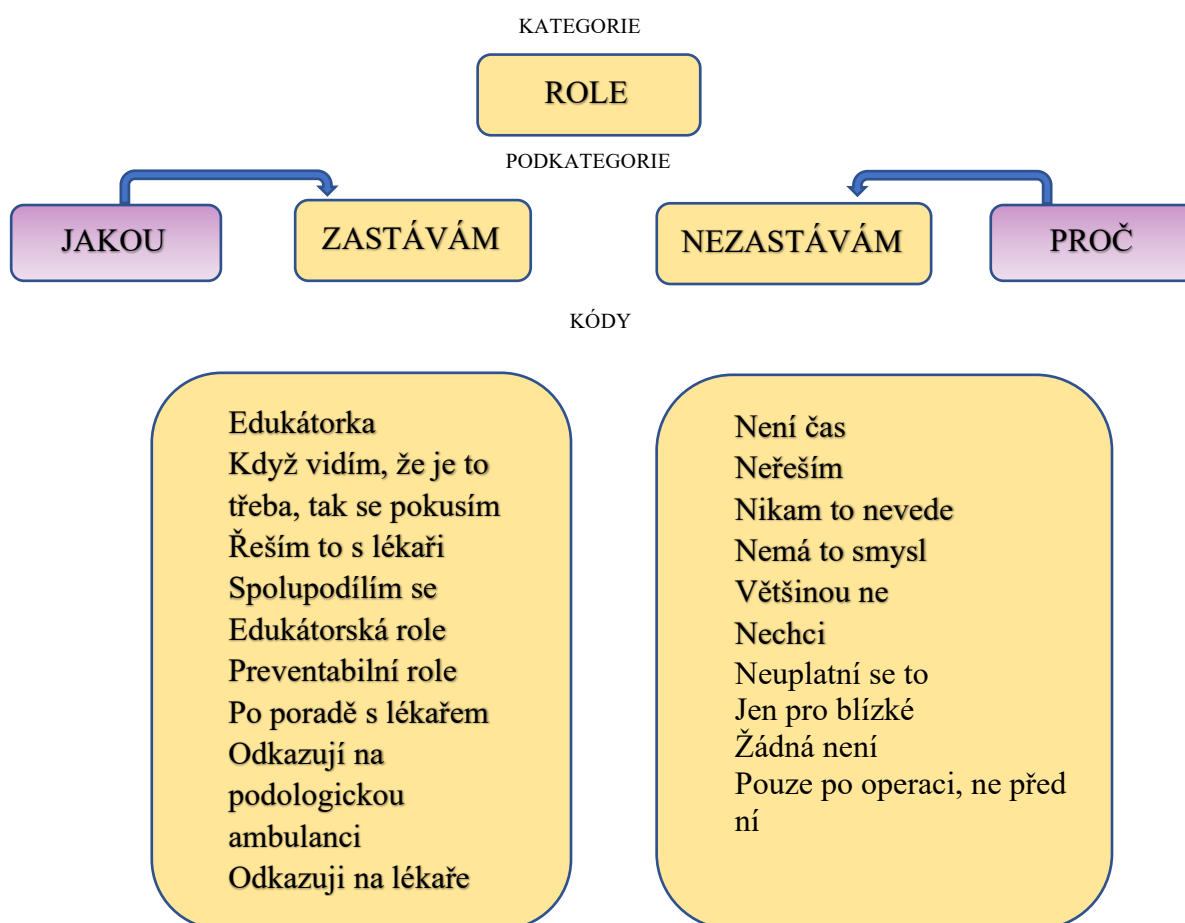 KATEGORIE
ROLE
PODKATEGORIE
JAKOU
ZASTÁVÁM
NEZASTÁVÁM
PROČ
KÓDY
Edukátorka
Když vidím, že je to
třeba, tak se pokusím
Řeším to s lékaři
Spolupodílím se
Edukátorská role
Preventabilní role
Po poradě s lékařem
Odkazují na
podologickou
ambulanci
Odkazuji na lékaře
Není čas
Neřeším
Nikam to nevede
Nemá to smysl
Většinou ne
Nechci
Neuplatní se to
Jen pro blízké
Žádná není
Pouze po operaci, ne před
ní